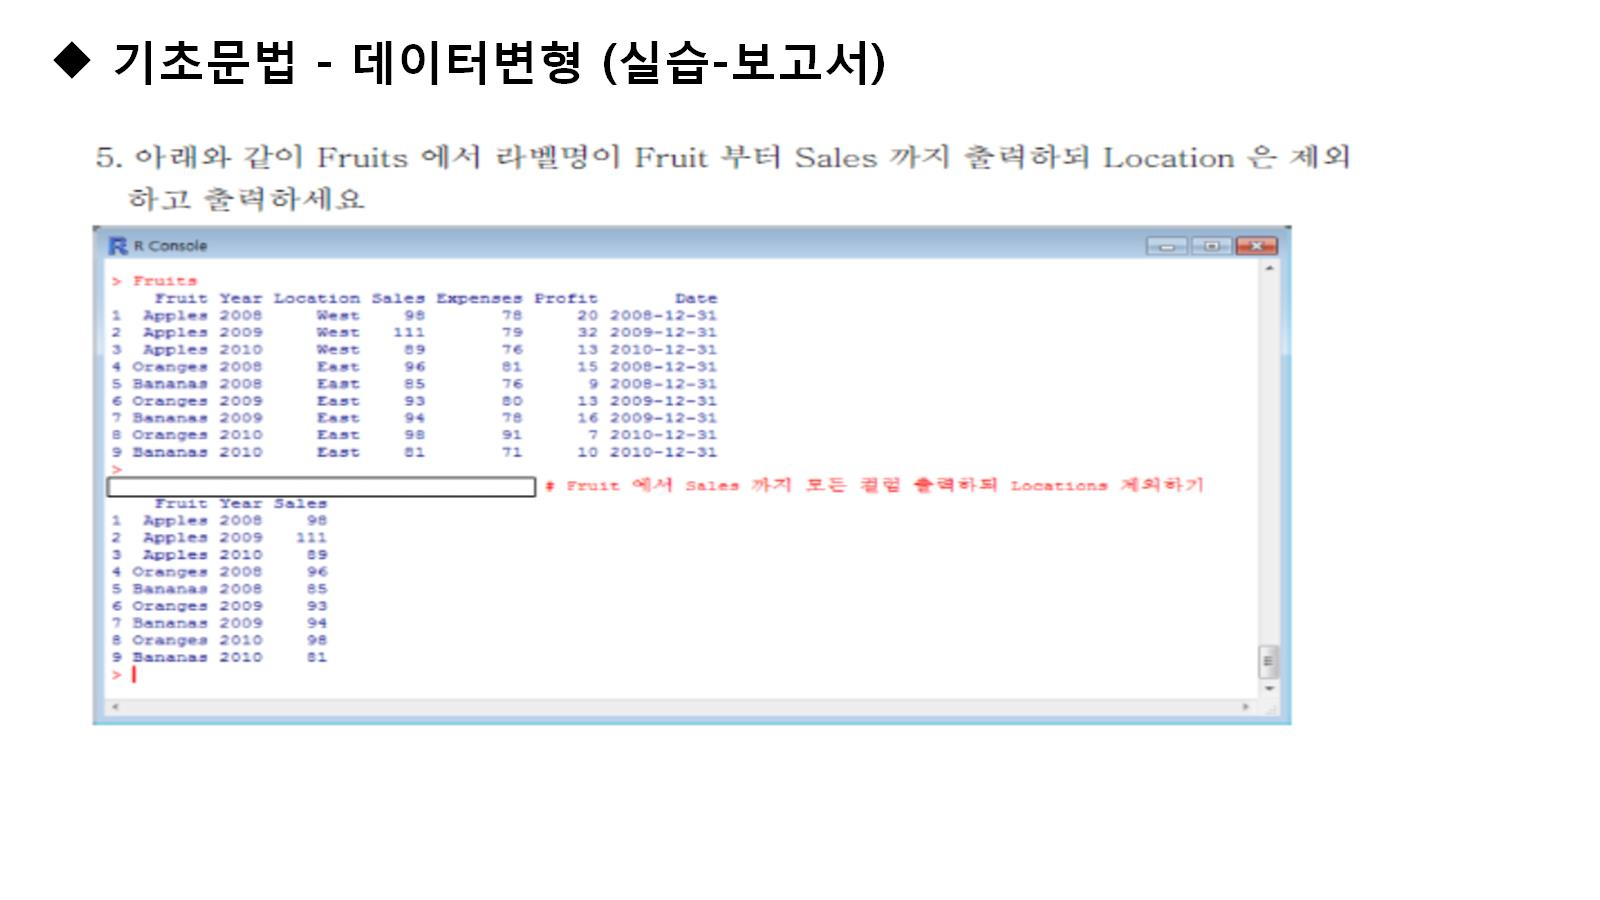 ◆ 기초문법 - 데이터변형 (실습-보고서)
5. 아래와 같이 Fruits 에서 라벨명이 Fruit 부터 Sales 까지 출력하되 Location 은 제외
하고 출력하세요
R Console
> Fruits
Fruit Year Location Sales Expenses Profit Date
1 Apples 2008 West 98 78 20 2008-12-31
2 Apples 2009 West 111 79 32 2009-12-31
3 Apples 2010 West 89 76 13 2010-12-31
4 Oranges 2008 East 96 81 15 2008-12-31
5 Bananas 2008 East 85 76 9 2008-12-31
6 Oranges 2009 East 93 80 13 2009-12-31
7 Bananas 2009 East 94 78 16 2009-12-31
8 Oranges 2010 East 98 91 7 2010-12-31
9 Bananas 2010 East 81 71 10 2010-12-31
>
# Fruit 에서 Sales 까지 모든 컬럼 출력하되 Locations 제외하기
Fruit Year Sales
1 Apples 2008 98
2 Apples 2009 111
3 Apples 2010 89
4 Oranges 2008 96
5 Bananas 2008 85
6 Oranges 2009 93
7 Bananas 2009 94
8 Oranges 2010 98
9 Bananas 2010 81
>